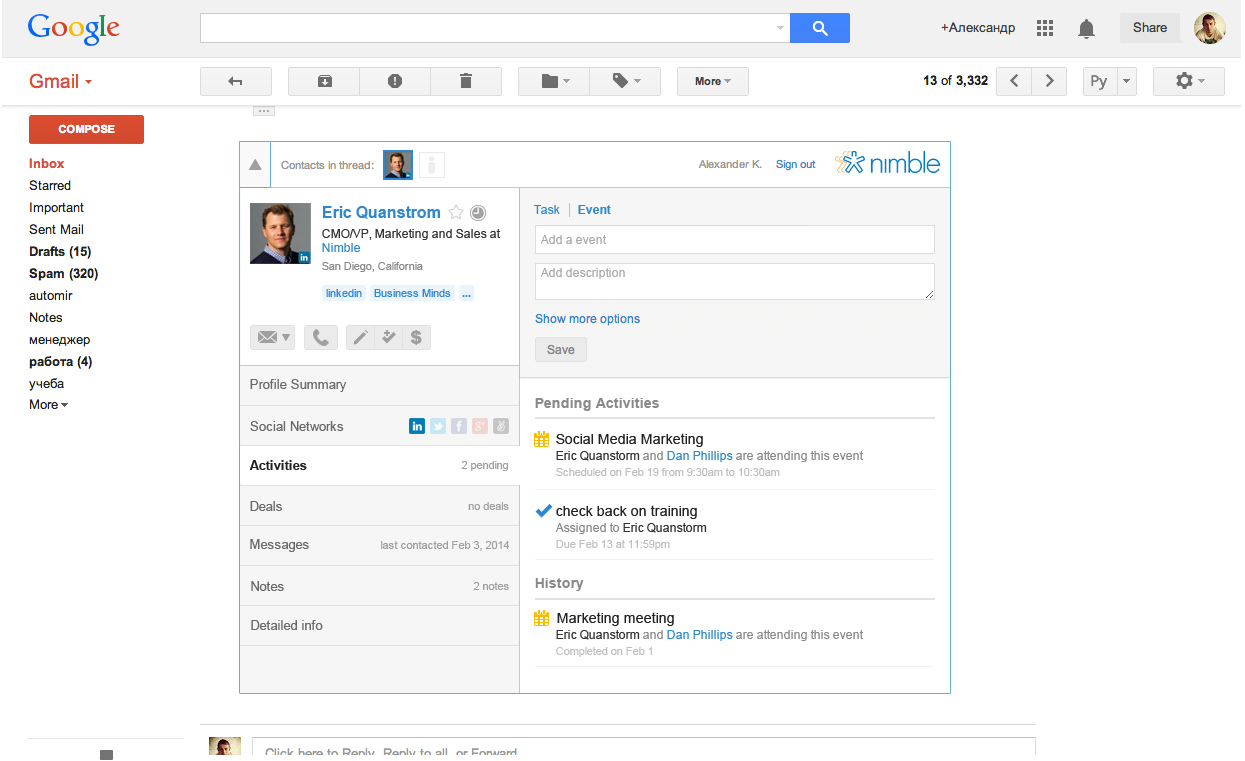 Google
+Александр
Share
Gmail
More
13 of 3,332
Ру
COMPOSE
Inbox
Starred
Important
Sent Mail
Drafts (15)
Spam (320)
automir
Notes
менеджер
работа (4)
учеба
More
Contacts in thread:
Alexander K.
Sign out
nimble
Eric Quanstrom
CMO/VP, Marketing and Sales at
Nimble
San Diego, California
linkedin
Business Minds
...
Profile Summary
Social Networks
Activities
2 pending
Deals
no deals
Messages
last contacted Feb 3, 2014
Notes
2 notes
Detailed info
Task
Event
Add a event
Add description
Show more options
Save
Pending Activities
Social Media Marketing
Eric Quanstorm and Dan Phillips are attending this event
Scheduled on Feb 19 from 9:30am to 10:30am
check back on training
Assigned to Eric Quanstorm
Due Feb 13 at 11:59pm
History
Marketing meeting
Eric Quanstorm and Dan Phillips are attending this event
Completed on Feb 1
Click here to Reply, Reply to all, or Forward